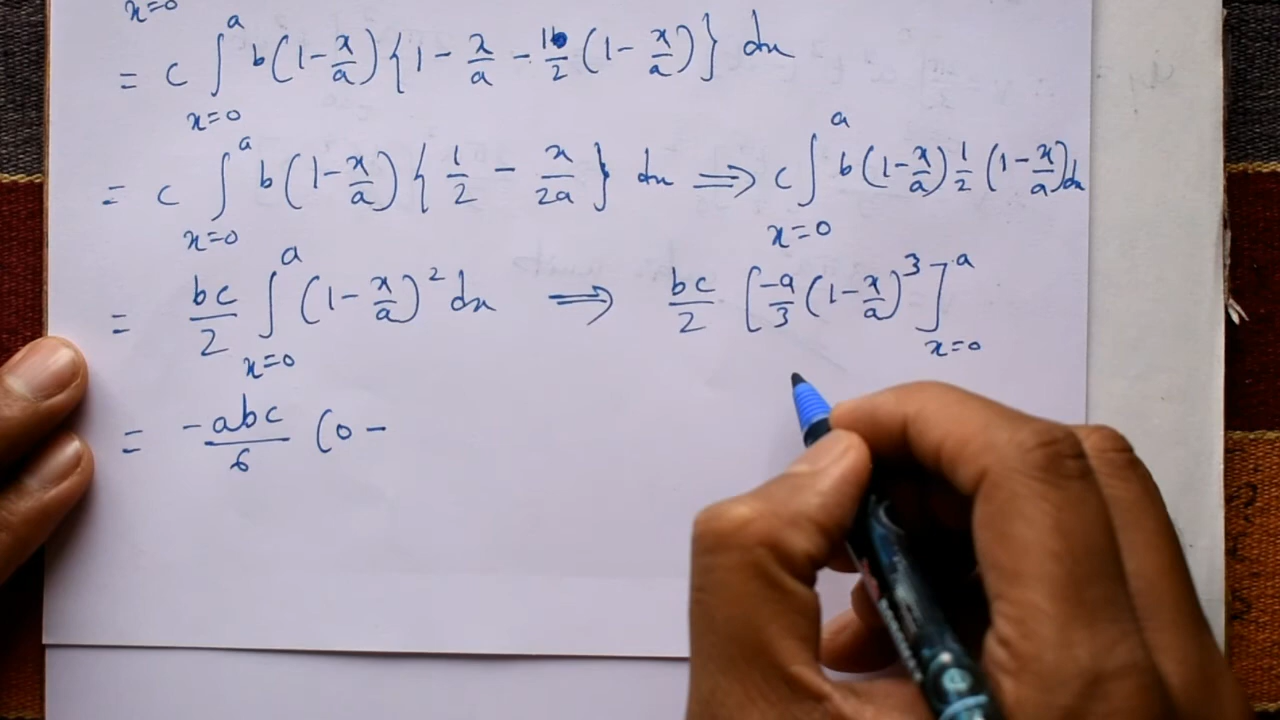 x=0
= c ∫_{x=0}^{a} b(1-x/a){1 - x/a - 1/2 (1 - x/a)} dx
= c ∫_{x=0}^{a} b(1-x/a){1/2 - x/2a} dx ⟹ c ∫_{x=0}^{a} b(1-x/a) 1/2 (1-x/a)dx
= bc/2 ∫_{x=0}^{a} (1-x/a)² dx ⟹ bc/2 [-a/3 (1-x/a)³]_{x=0}^{a}
= -abc/6 (0 -